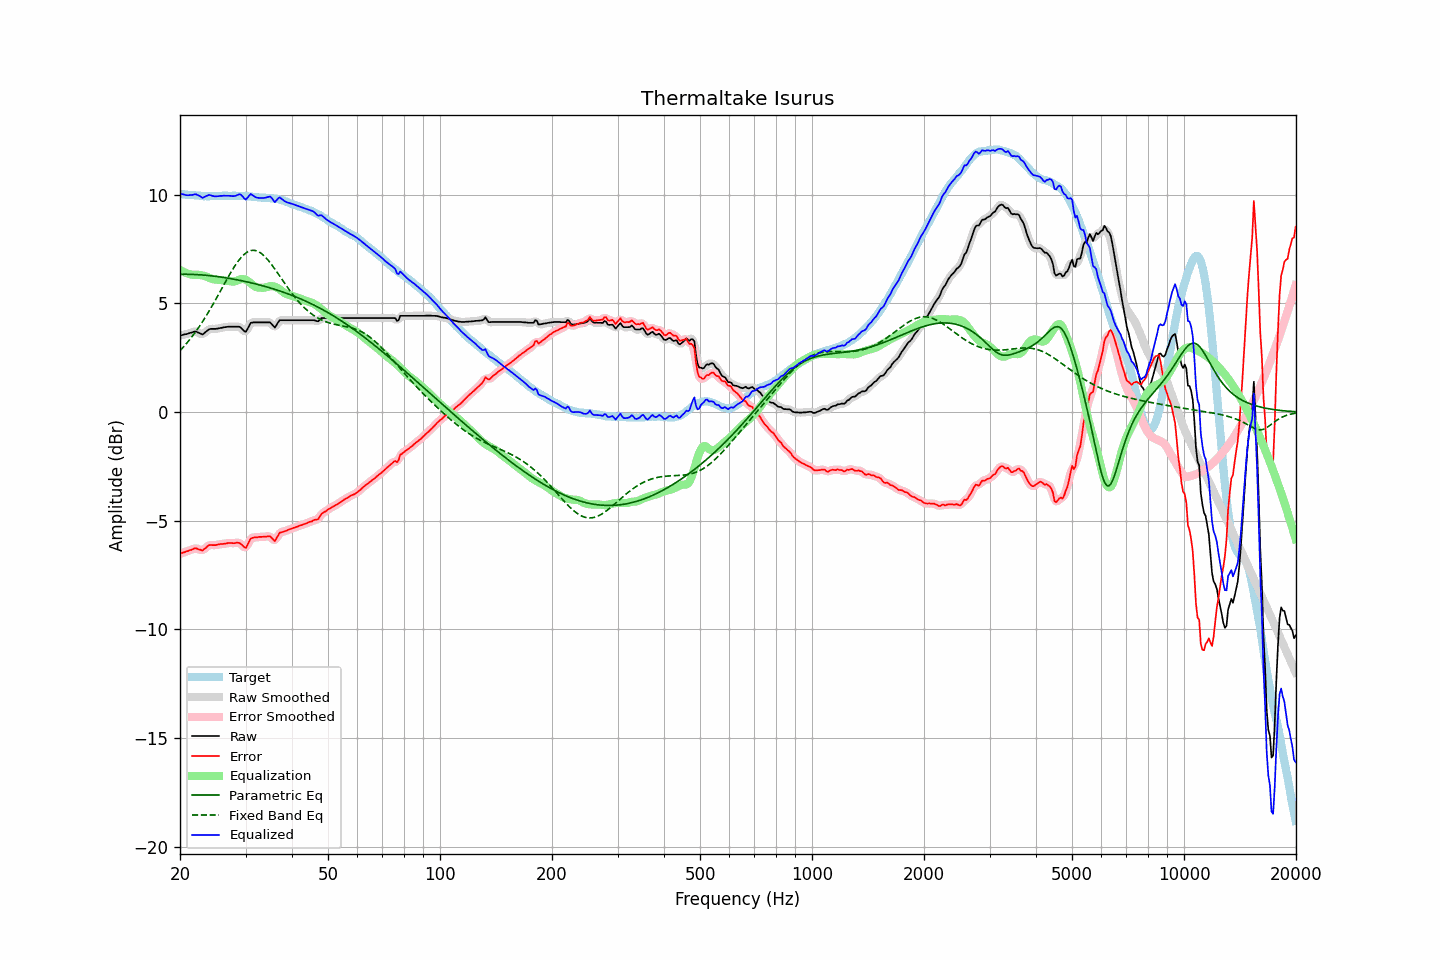 Thermaltake Isurus
Amplitude (dBr)
10
5
0
−5
−10
−15
−20
Target
Raw Smoothed
Error Smoothed
Raw
Error
Equalization
Parametric Eq
Fixed Band Eq
Equalized
20 50 100 200 500 1000 2000 5000 10000 20000
Frequency (Hz)